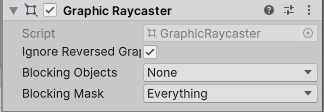 Graphic Raycaster
Script GraphicRaycaster
Ignore Reversed Grap
Blocking Objects None
Blocking Mask Everything